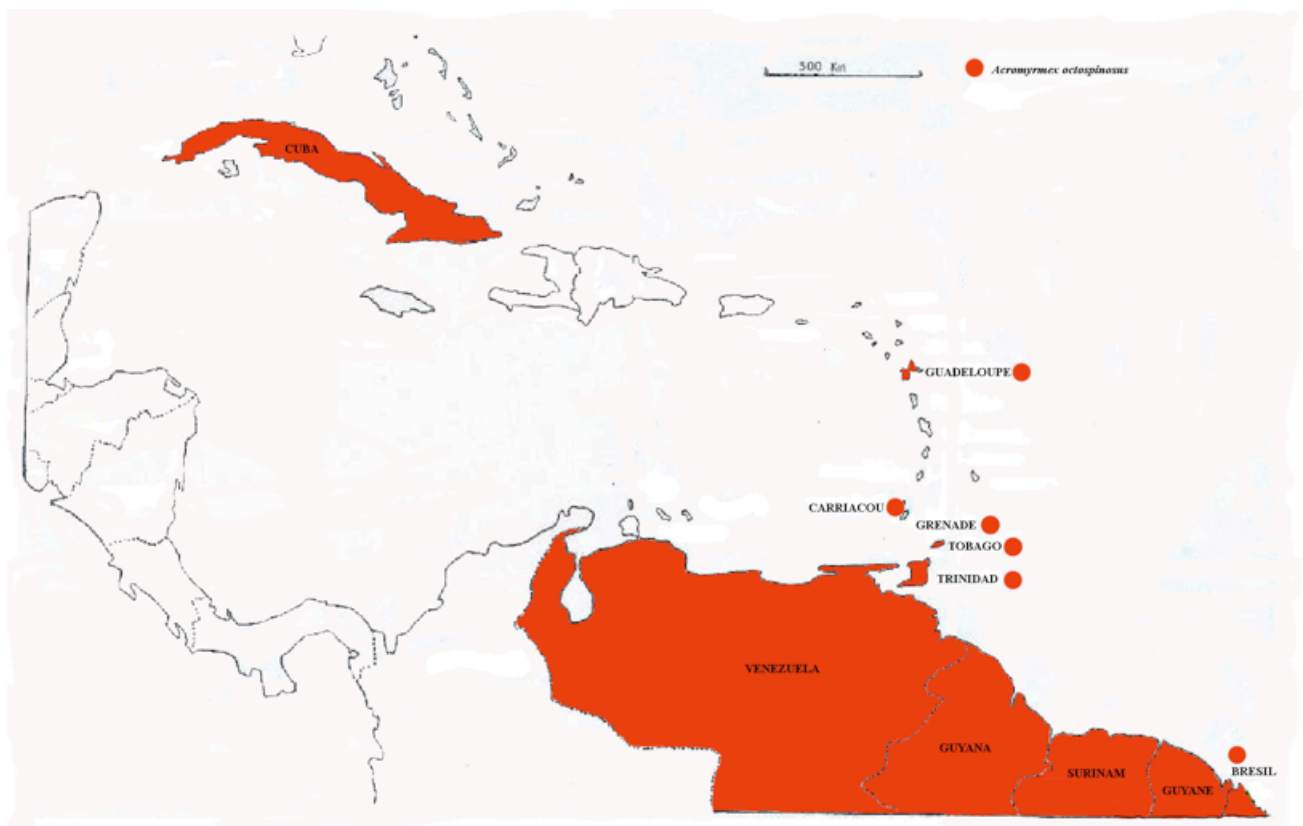 500 Km
Acromyrmex octospinosus
CUBA
GUADELOUPE
CARRIACOU
GRENADE
TOBAGO
TRINIDAD
VENEZUELA
GUYANA
SURINAM
BRESIL
GUYANE